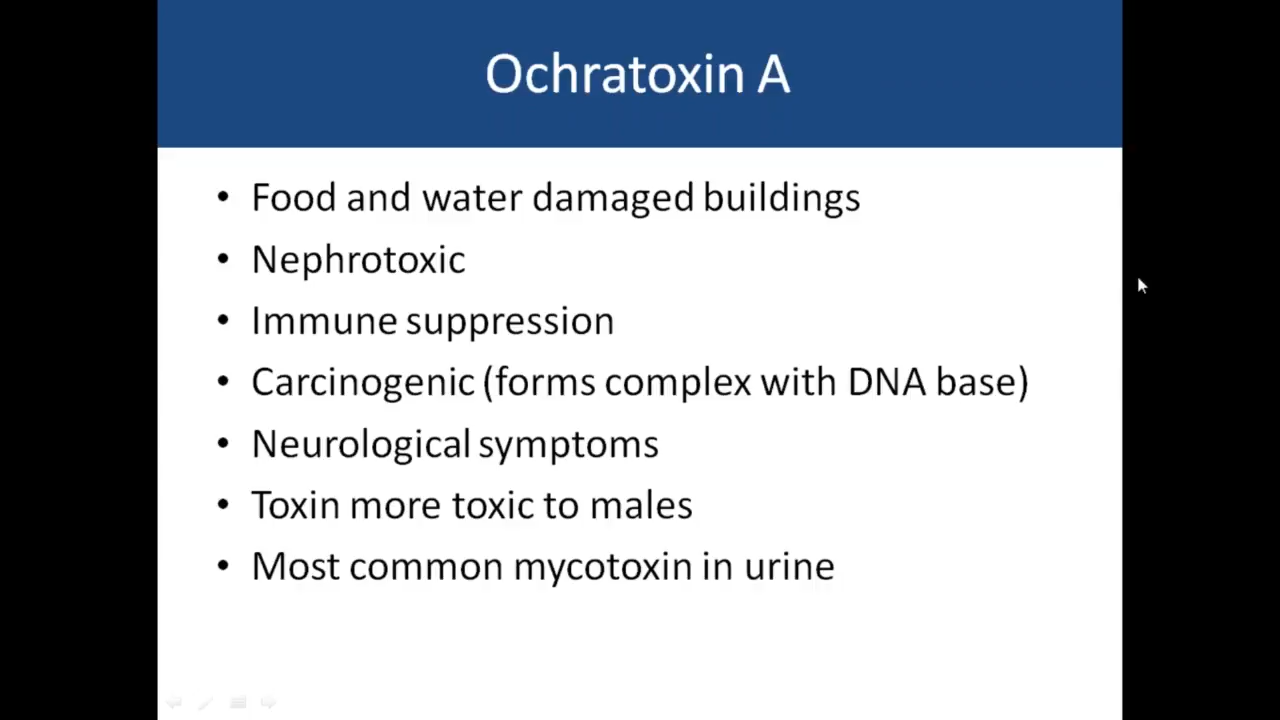 Ochratoxin A
• Food and water damaged buildings
• Nephrotoxic
• Immune suppression
• Carcinogenic (forms complex with DNA base)
• Neurological symptoms
• Toxin more toxic to males
• Most common mycotoxin in urine